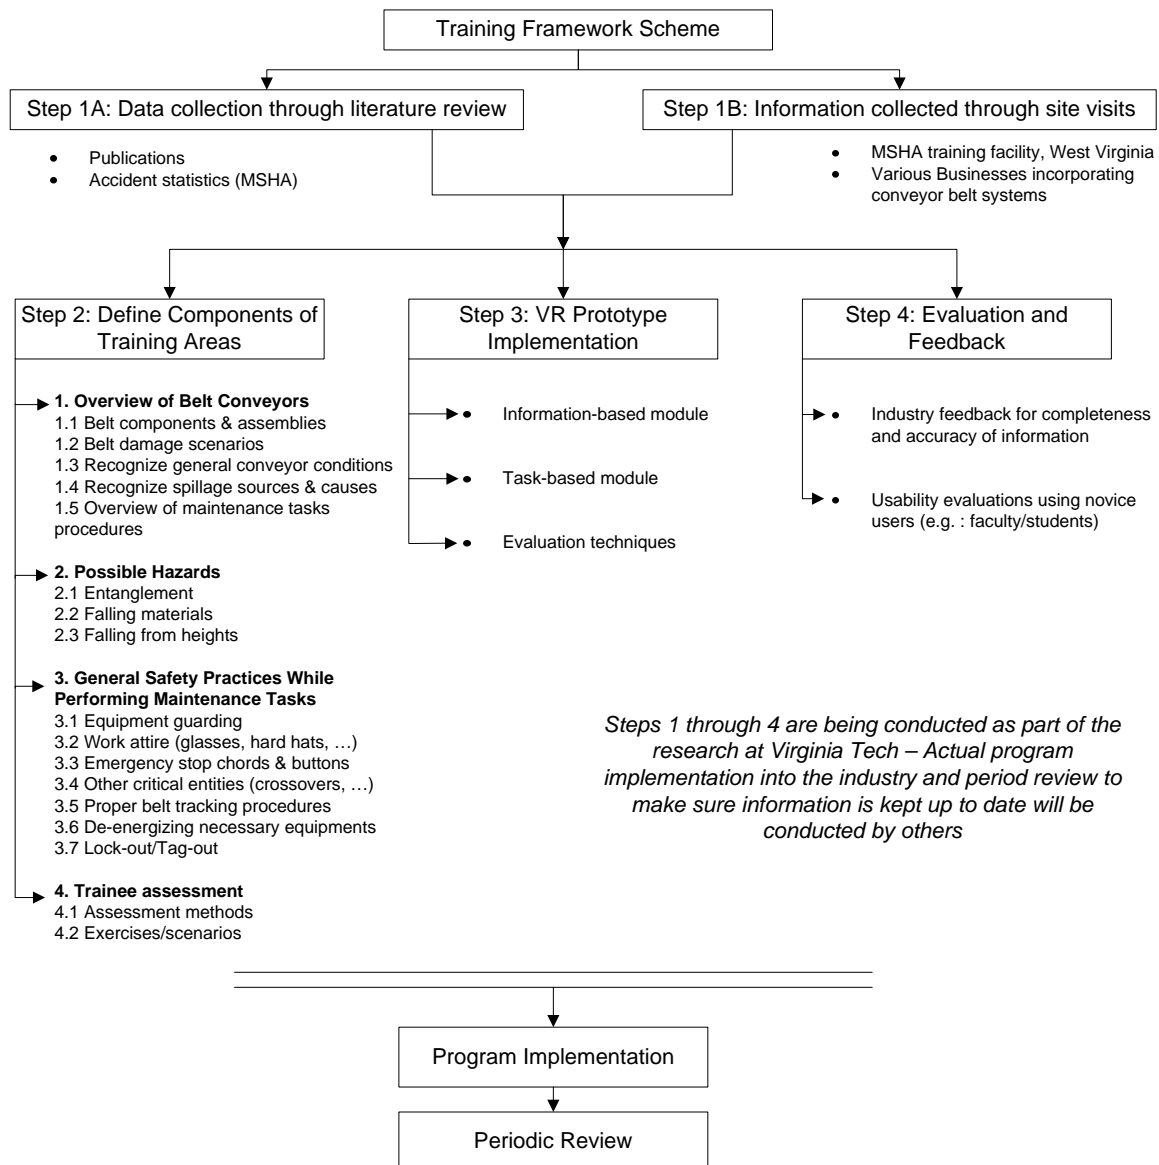 Training Framework Scheme
Step 1A: Data collection through literature review
Step 1B: Information collected through site visits
• Publications
• Accident statistics (MSHA)
• MSHA training facility, West Virginia
• Various Businesses incorporating
conveyor belt systems
Step 2: Define Components of
Training Areas
1. Overview of Belt Conveyors
1.1 Belt components & assemblies
1.2 Belt damage scenarios
1.3 Recognize general conveyor conditions
1.4 Recognize spillage sources & causes
1.5 Overview of maintenance tasks
procedures
2. Possible Hazards
2.1 Entanglement
2.2 Falling materials
2.3 Falling from heights
3. General Safety Practices While
Performing Maintenance Tasks
3.1 Equipment guarding
3.2 Work attire (glasses, hard hats, …)
3.3 Emergency stop chords & buttons
3.4 Other critical entities (crossovers, …)
3.5 Proper belt tracking procedures
3.6 De-energizing necessary equipments
3.7 Lock-out/Tag-out
4. Trainee assessment
4.1 Assessment methods
4.2 Exercises/scenarios
Step 3: VR Prototype
Implementation
• Information-based module
• Task-based module
• Evaluation techniques
Step 4: Evaluation and
Feedback
• Industry feedback for completeness
and accuracy of information
• Usability evaluations using novice
users (e.g. : faculty/students)
Steps 1 through 4 are being conducted as part of the
research at Virginia Tech – Actual program
implementation into the industry and period review to
make sure information is kept up to date will be
conducted by others
Program Implementation
Periodic Review